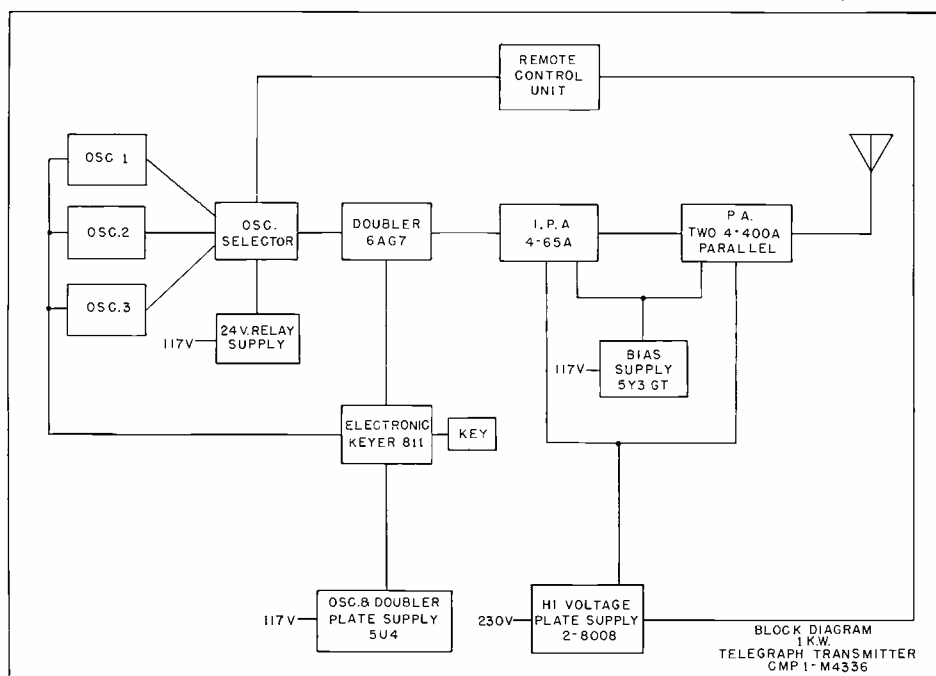 REMOTE
CONTROL
UNIT
OSC 1
OSC.2
OSC.3
OSC.
SELECTOR
DOUBLER
6AG7
I.P.A
4-65A
P.A.
TWO 4-400A
PARALLEL
117V
24V.RELAY
SUPPLY
117V
BIAS
SUPPLY
5Y3 GT
ELECTRONIC
KEYER 811
KEY
117V
OSC.& DOUBLER
PLATE SUPPLY
5U4
230V
HI VOLTAGE
PLATE SUPPLY
2-8008
BLOCK DIAGRAM
1 K.W.
TELEGRAPH TRANSMITTER
CMP1-M4336